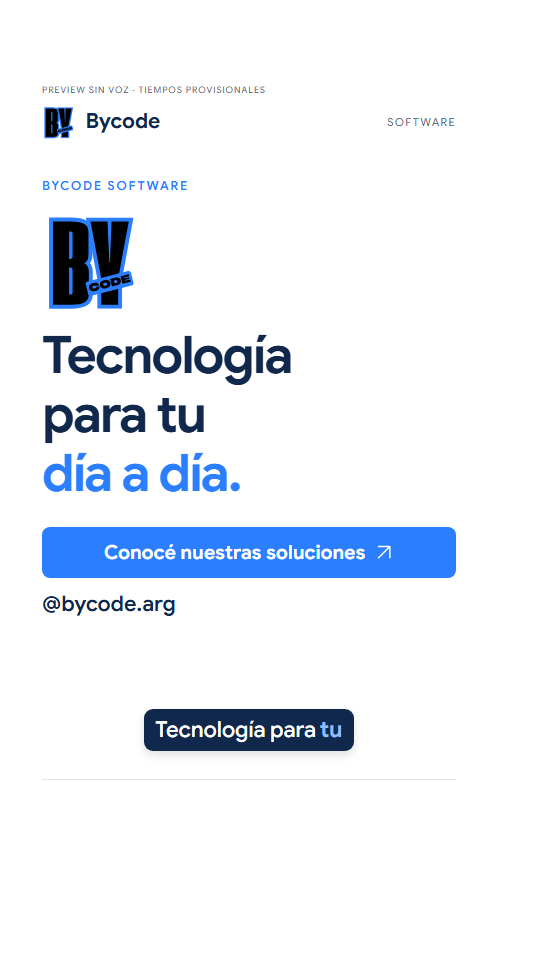 PREVIEW SIN VOZ · TIEMPOS PROVISIONALES
BY CODE Bycode
SOFTWARE
BYCODE SOFTWARE
BY
CODE
Tecnología
para tu
día a día.
Conocé nuestras soluciones
@bycode.arg
Tecnología para tu